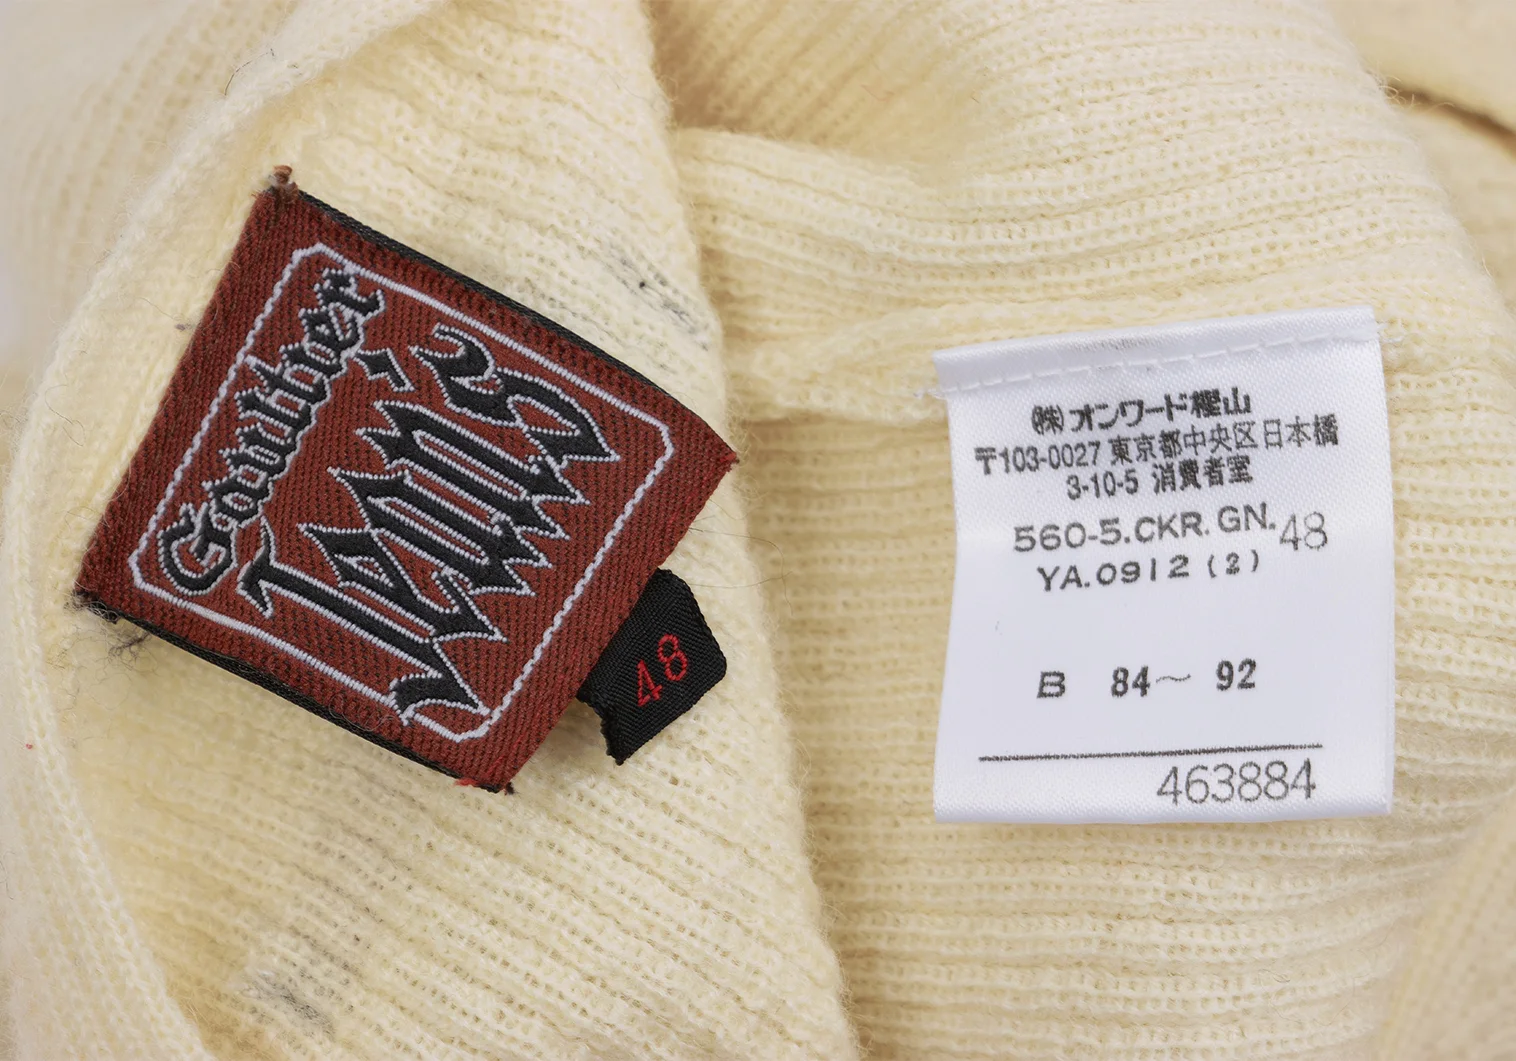 Gaultier
Jean's
48
㈱オンワード樫山
〒103-0027 東京都中央区日本橋
3-10-5 消費者室
560-5.CKR.GN.48
YA.0912(2)
B 84〜 92
463884